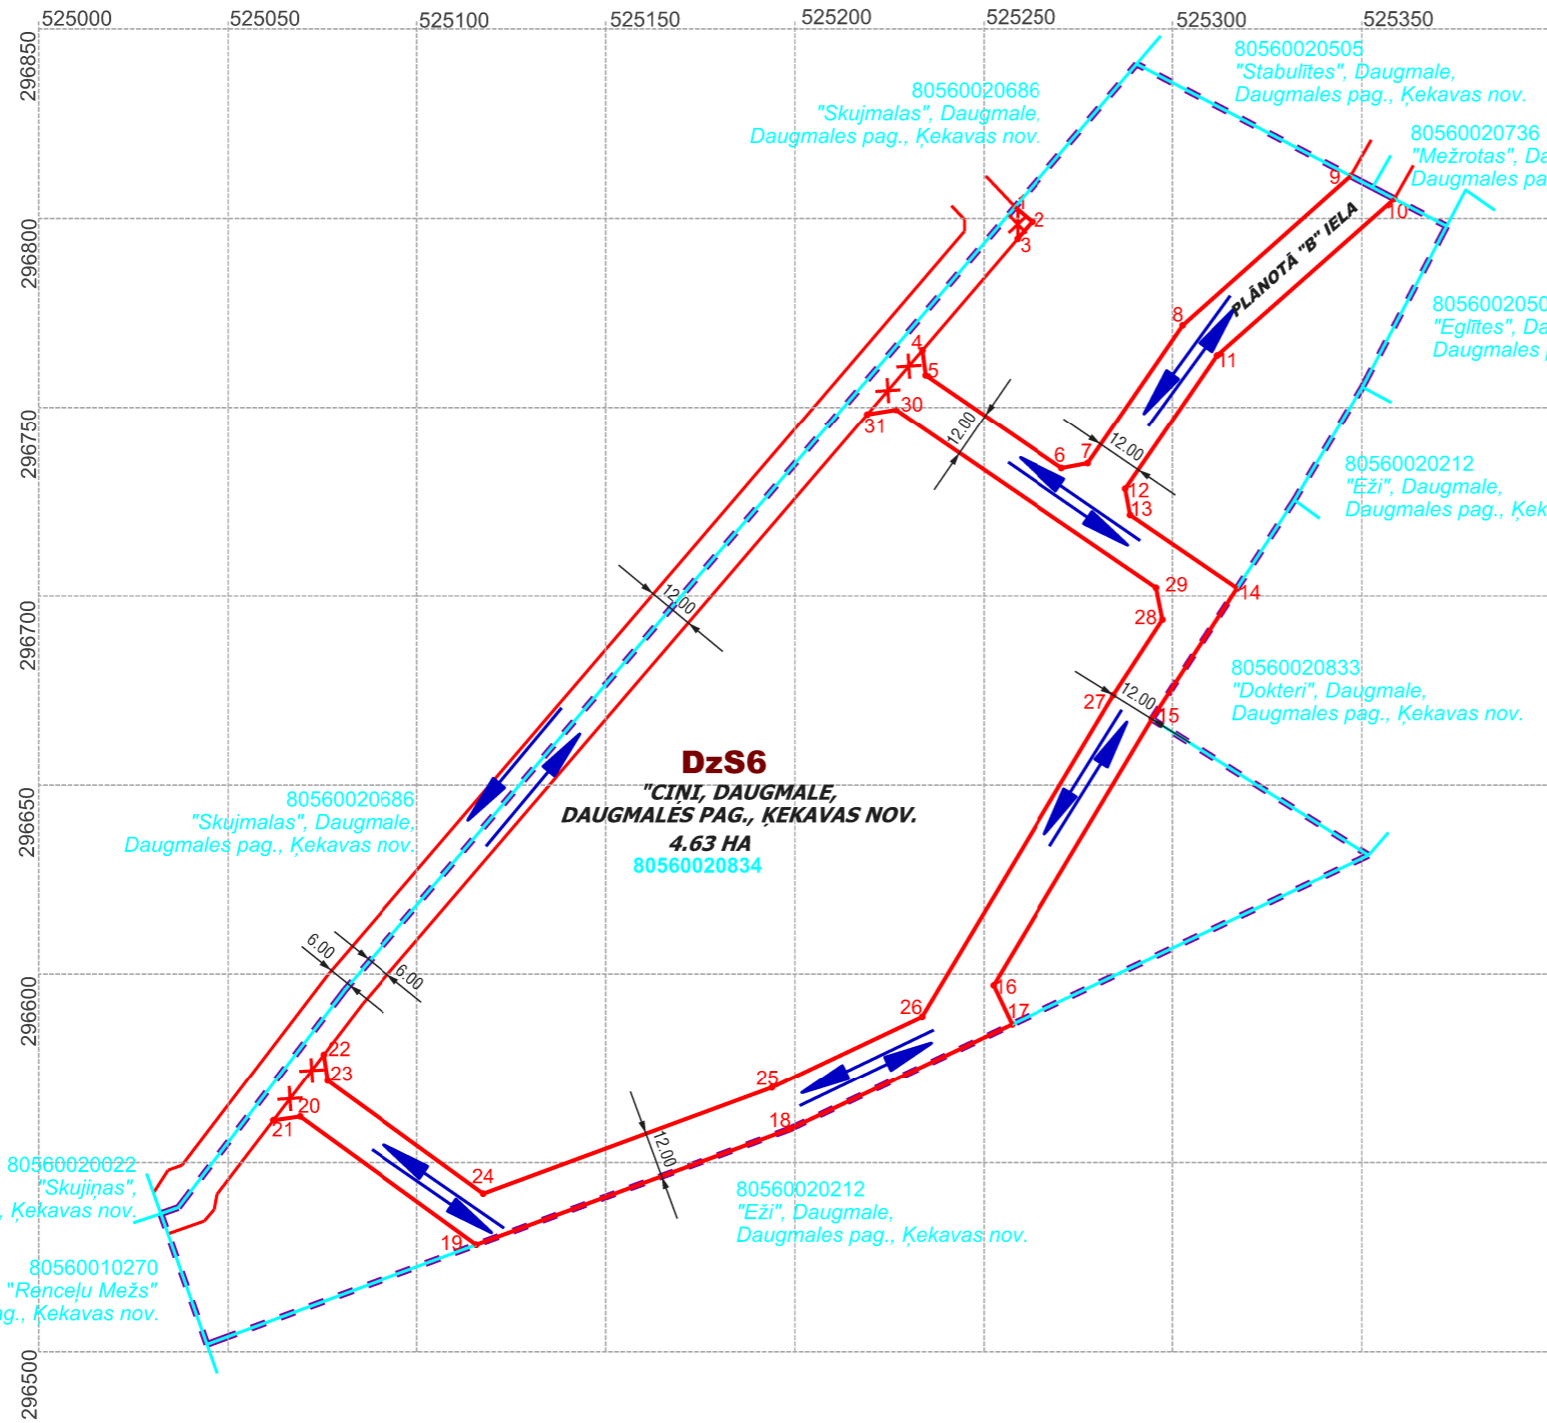 525000
525050
525100
525150
525200
525250
525300
525350
296850
296800
296750
296700
296650
296600
296500
80560020505
"Stabulītes", Daugmale,
Daugmales pag., Ķekavas nov.
80560020686
"Skujmalas", Daugmale,
Daugmales pag., Ķekavas nov.
80560020736
"Mežrotas", Da
Daugmales pa
9
10
1
2
3
PLĀNOTĀ "B" IELA
8
11
8056002050
"Eglītes", Da
Daugmales
4
5
30
31
12.00
6
7
12.00
12
13
80560020212
"Eži", Daugmale,
Daugmales pag., Ķek
29
14
28
12.00
80560020833
"Dokteri", Daugmale,
Daugmales pag., Ķekavas nov.
27
12.00
15
DzS6
"CIŅI, DAUGMALE,
DAUGMALES PAG., ĶEKAVAS NOV.
4.63 HA
80560020834
80560020686
"Skujmalas", Daugmale,
Daugmales pag., Ķekavas nov.
6.00
6.00
16
17
26
22
23
25
20
21
18
12.00
24
19
80560020022
"Skujiņas",
, Ķekavas nov.
80560020212
"Eži", Daugmale,
Daugmales pag., Ķekavas nov.
80560010270
"Renceļu Mežs"
ag., Ķekavas nov.